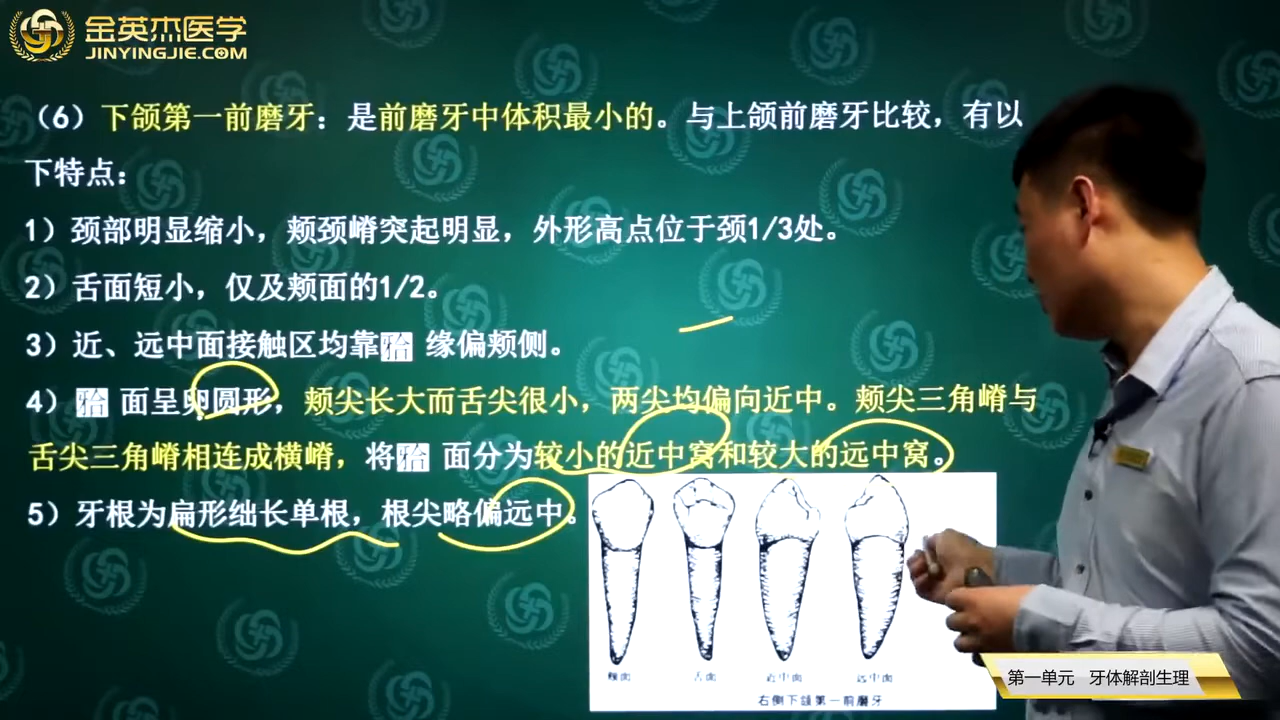 金英杰医学
JINYINGJIE.COM
（6）下颌第一前磨牙：是前磨牙中体积最小的。与上颌前磨牙比较，有以
下特点：
1）颈部明显缩小，颊颈嵴突起明显，外形高点位于颈1/3处。
2）舌面短小，仅及颊面的1/2。
3）近、远中面接触区均靠𬌗 缘偏颊侧。
4）𬌗 面呈卵圆形，颊尖长大而舌尖很小，两尖均偏向近中。颊尖三角嵴与
舌尖三角嵴相连成横嵴，将𬌗 面分为较小的近中窝和较大的远中窝。
5）牙根为扁形细长单根，根尖略偏远中。
颊面 舌面 近中面 远中面
右侧下颌第一前磨牙
第一单元 牙体解剖生理